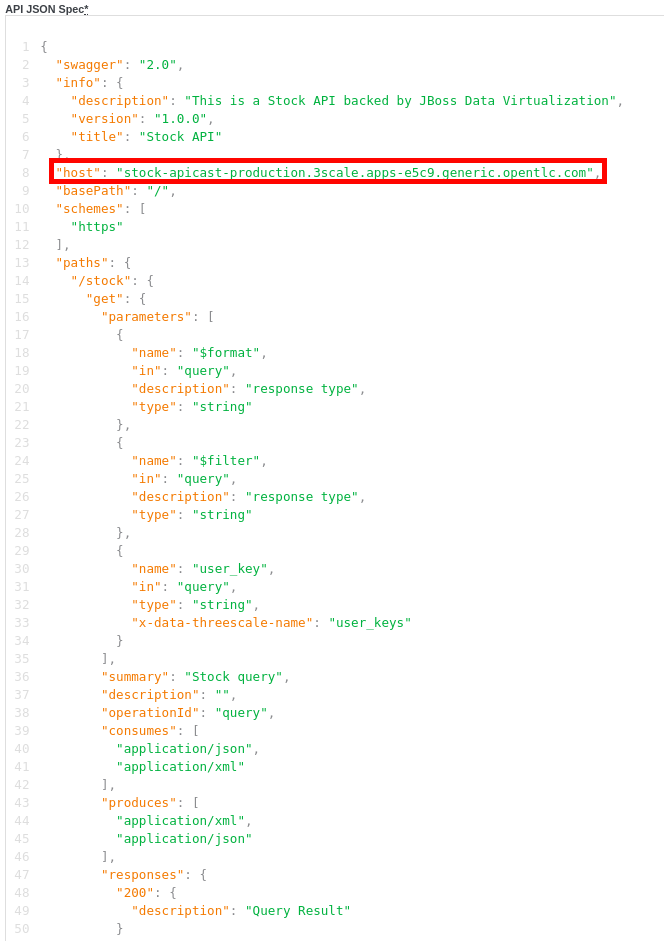 API JSON Spec*
1 {
2 "swagger": "2.0",
3 "info": {
4 "description": "This is a Stock API backed by JBoss Data Virtualization",
5 "version": "1.0.0",
6 "title": "Stock API"
7 },
8 "host": "stock-apicast-production.3scale.apps-e5c9.generic.opentlc.com",
9 "basePath": "/",
10 "schemes": [
11 "https"
12 ],
13 "paths": {
14 "/stock": {
15 "get": {
16 "parameters": [
17 {
18 "name": "$format",
19 "in": "query",
20 "description": "response type",
21 "type": "string"
22 },
23 {
24 "name": "$filter",
25 "in": "query",
26 "description": "response type",
27 "type": "string"
28 },
29 {
30 "name": "user_key",
31 "in": "query",
32 "type": "string",
33 "x-data-threescale-name": "user_keys"
34 }
35 ],
36 "summary": "Stock query",
37 "description": "",
38 "operationId": "query",
39 "consumes": [
40 "application/json",
41 "application/xml"
42 ],
43 "produces": [
44 "application/xml",
45 "application/json"
46 ],
47 "responses": {
48 "200": {
49 "description": "Query Result"
50 }